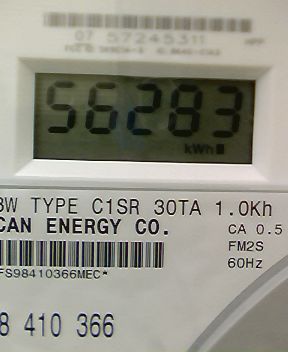 07 57245311
56283
kWh
3W TYPE C1SR 30TA 1.0Kh
CAN ENERGY CO.
CA 0.5
FM2S
FS98410366MEC*
60Hz
8 410 366